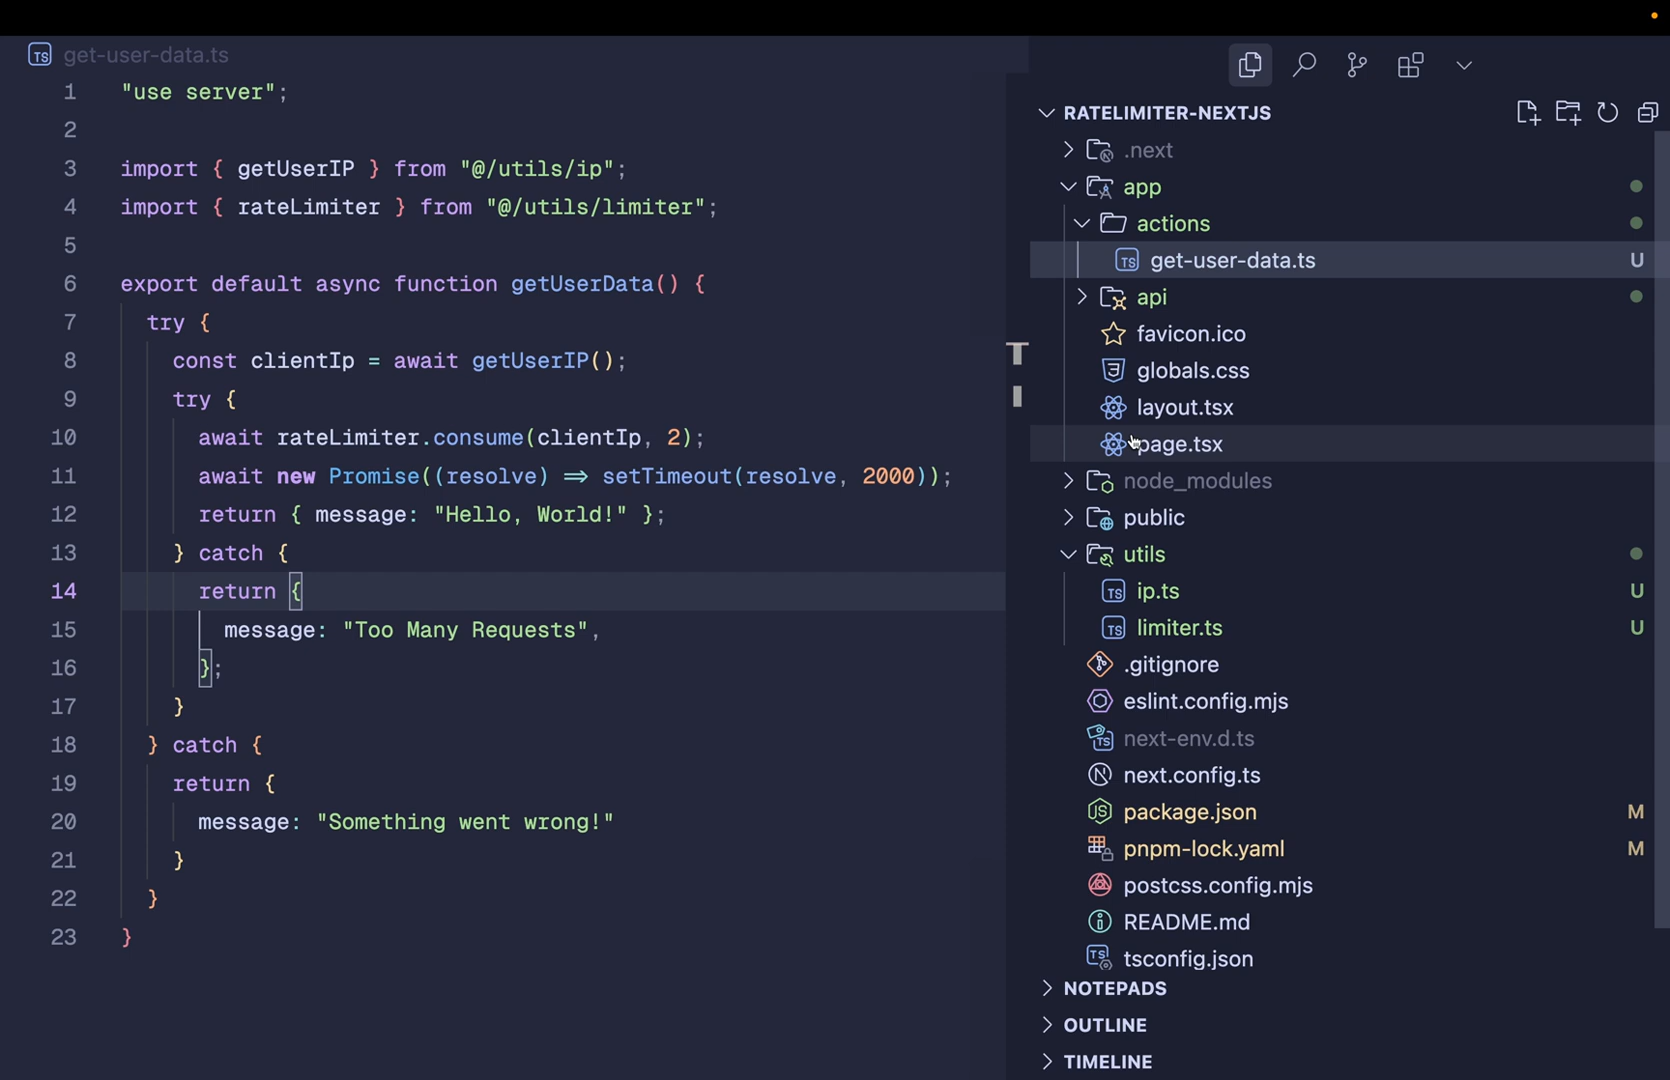 get-user-data.ts
1 "use server";
2
3 import { getUserIP } from "@/utils/ip";
4 import { rateLimiter } from "@/utils/limiter";
5
6 export default async function getUserData() {
7 try {
8 const clientIp = await getUserIP();
9 try {
10 await rateLimiter.consume(clientIp, 2);
11 await new Promise((resolve) => setTimeout(resolve, 2000));
12 return { message: "Hello, World!" };
13 } catch {
14 return {
15 message: "Too Many Requests",
16 };
17 }
18 } catch {
19 return {
20 message: "Something went wrong!"
21 }
22 }
23 }
RATELIMITER-NEXTJS
.next
app
actions
get-user-data.ts U
api
favicon.ico
globals.css
layout.tsx
page.tsx
node_modules
public
utils
ip.ts U
limiter.ts U
.gitignore
eslint.config.mjs
next-env.d.ts
next.config.ts
package.json M
pnpm-lock.yaml M
postcss.config.mjs
README.md
tsconfig.json
NOTEPADS
OUTLINE
TIMELINE